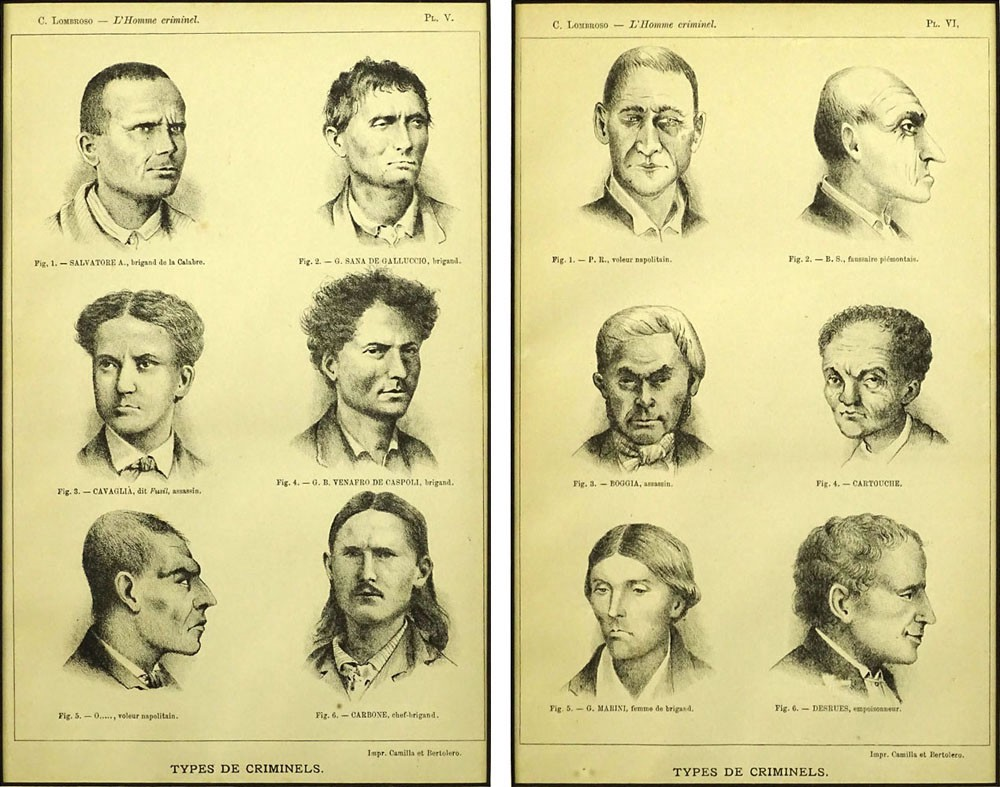 C. LOMBROSO — L'Homme criminel.
PL. V.
Fig. 1. — SALVATORE A., brigand de la Calabre.
Fig. 2. — G. SANA DE GALLUCCIO, brigand.
Fig. 3. — CAVAGLIÀ, dit Fusil, assassin.
Fig. 4. — G. B. VENAFRO DE CASPOLI, brigand.
Fig. 5. — O....., voleur napolitain.
Fig. 6. — CARBONE, chef-brigand.
Impr. Camilla et Bertolero.
TYPES DE CRIMINELS.
C. LOMBROSO — L'Homme criminel.
PL. VI.
Fig. 1. — P. R., voleur napolitain.
Fig. 2. — B. S., faussaire piémontais.
Fig. 3. — BOGGIA, assassin.
Fig. 4. — CARTOUCHE.
Fig. 5. — G. MARINI, femme de brigand.
Fig. 6. — DESRUES, empoisonneur.
Impr. Camilla et Bertolero.
TYPES DE CRIMINELS.